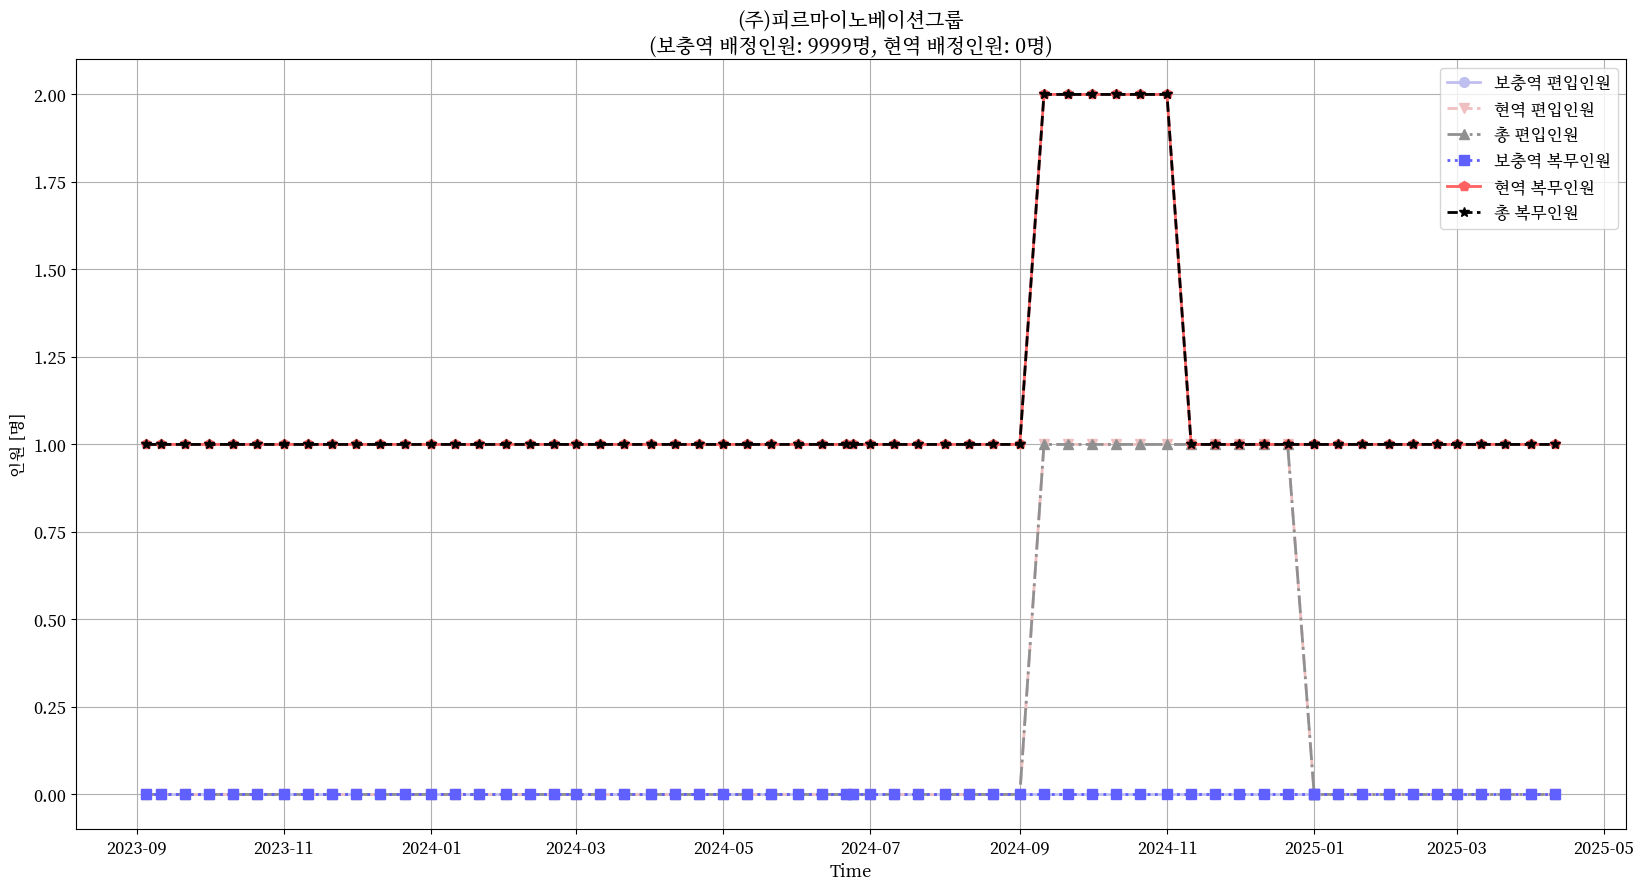 (주)피르마이노베이션그룹
(보충역 배정인원: 9999명, 현역 배정인원: 0명)
보충역 편입인원
현역 편입인원
총 편입인원
보충역 복무인원
현역 복무인원
총 복무인원
인원 [명]
2.00
1.75
1.50
1.25
1.00
0.75
0.50
0.25
0.00
2023-09 2023-11 2024-01 2024-03 2024-05 2024-07 2024-09 2024-11 2025-01 2025-03 2025-05
Time